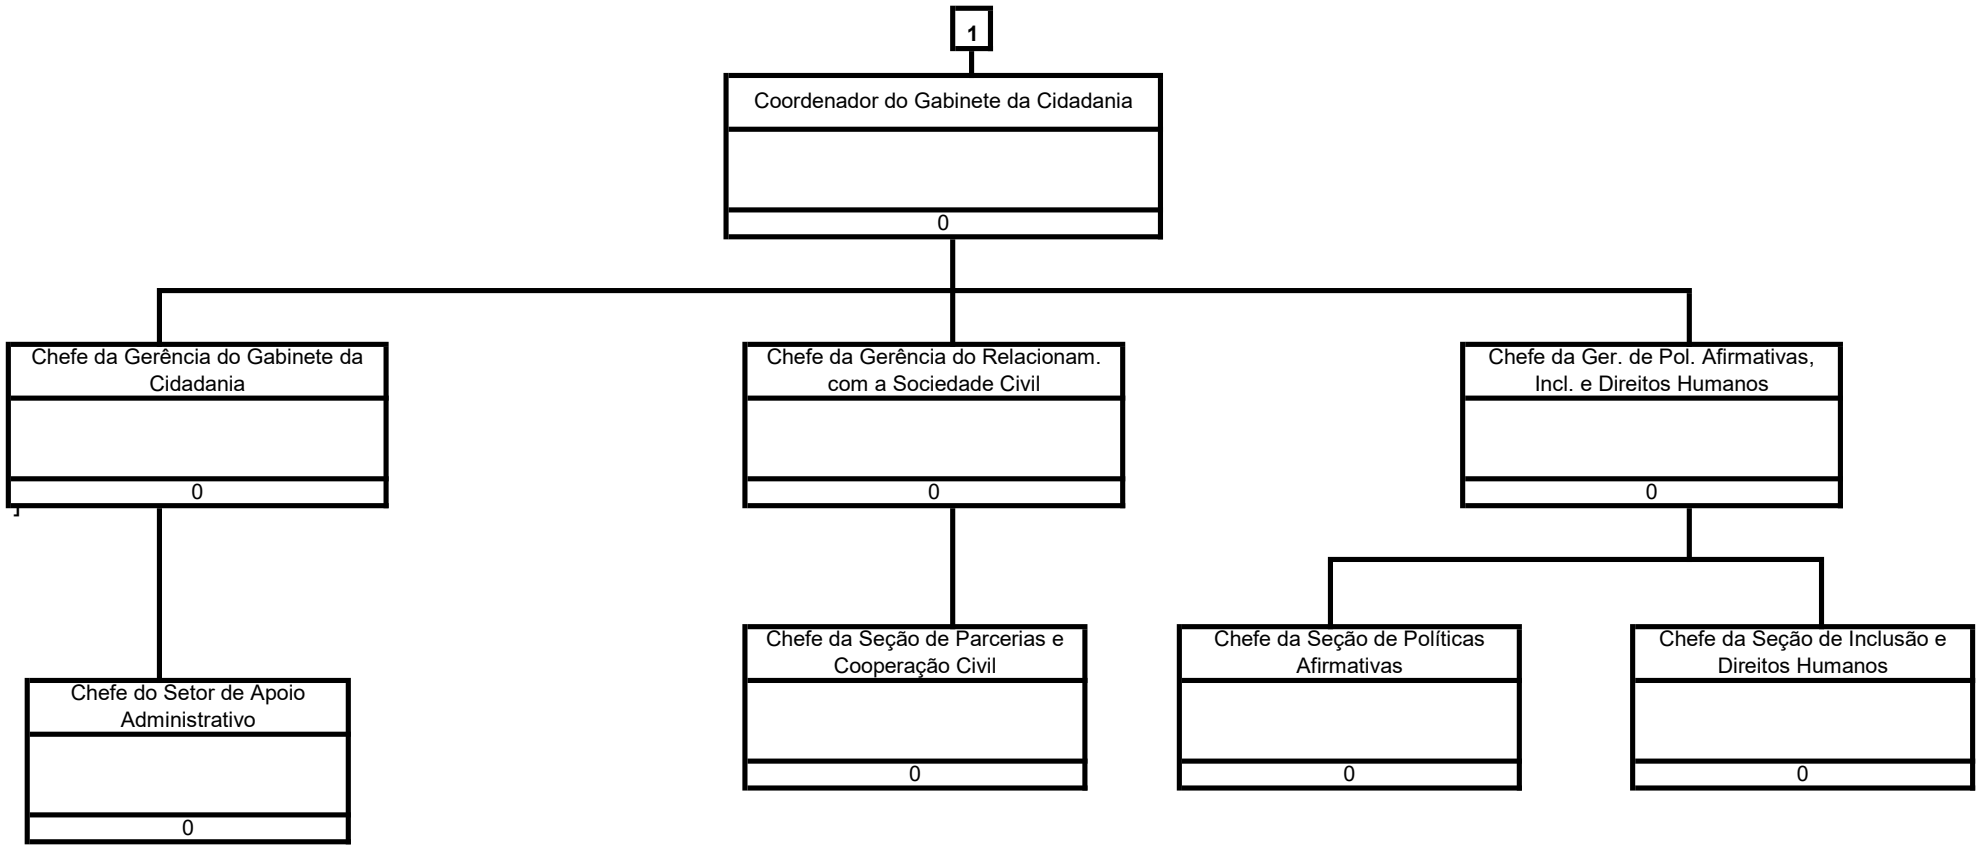 1
Coordenador do Gabinete da Cidadania
0
Chefe da Gerência do Gabinete da
Cidadania
0
Chefe da Gerência do Relacionam.
com a Sociedade Civil
0
Chefe da Ger. de Pol. Afirmativas,
Incl. e Direitos Humanos
0
Chefe do Setor de Apoio
Administrativo
0
Chefe da Seção de Parcerias e
Cooperação Civil
0
Chefe da Seção de Políticas
Afirmativas
0
Chefe da Seção de Inclusão e
Direitos Humanos
0